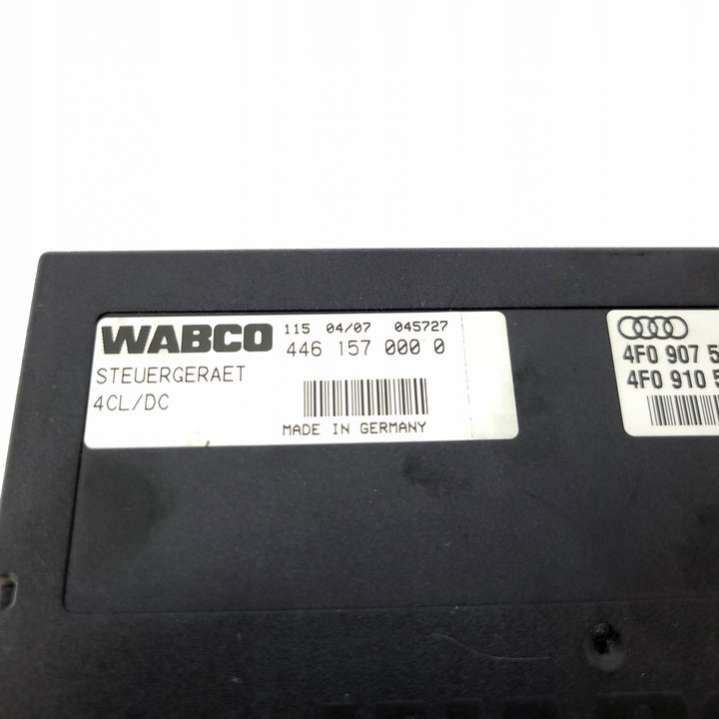 WABCO 115 04/07 045727
446 157 000 0
STEUERGERAET
4CL/DC
MADE IN GERMANY
4F0 907 5
4F0 910 5